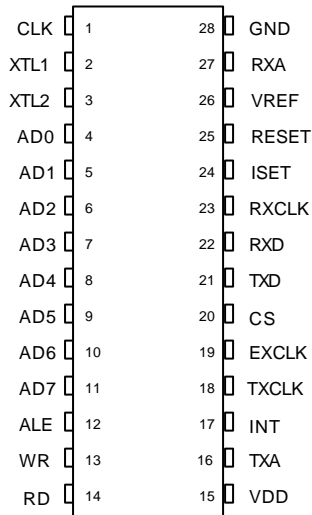 CLK 1 28 GND
XTL1 2 27 RXA
XTL2 3 26 VREF
AD0 4 25 RESET
AD1 5 24 ISET
AD2 6 23 RXCLK
AD3 7 22 RXD
AD4 8 21 TXD
AD5 9 20 CS
AD6 10 19 EXCLK
AD7 11 18 TXCLK
ALE 12 17 INT
WR 13 16 TXA
RD 14 15 VDD